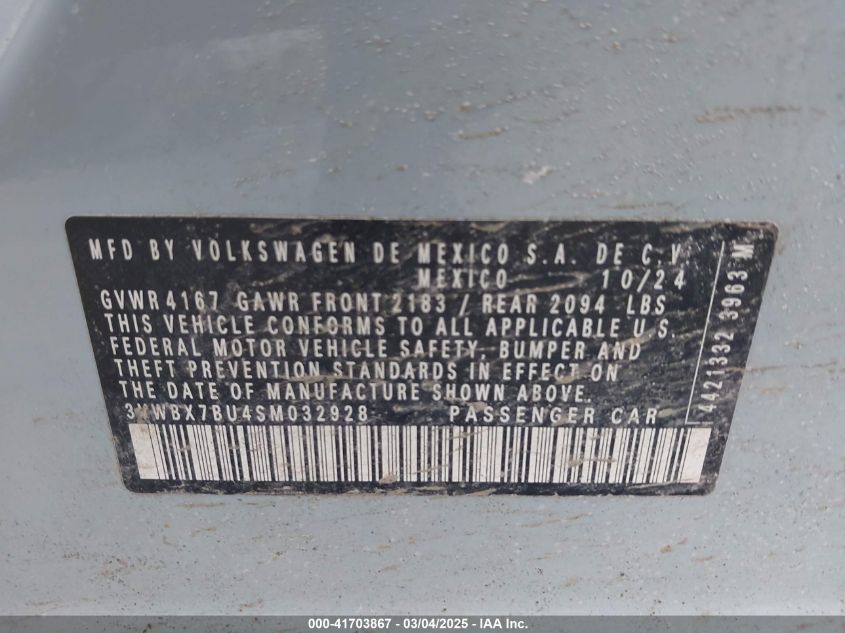 MFD BY VOLKSWAGEN DE MEXICO S.A. DE C.V.
MEXICO 10/24
GVWR 4167 GAWR FRONT 2183 / REAR 2094 LBS
THIS VEHICLE CONFORMS TO ALL APPLICABLE U.S.
FEDERAL MOTOR VEHICLE SAFETY, BUMPER AND
THEFT PREVENTION STANDARDS IN EFFECT ON
THE DATE OF MANUFACTURE SHOWN ABOVE.
3VWBX7BU4SM032928 PASSENGER CAR
4421332 3963 M
000-41703867 - 03/04/2025 - IAA Inc.